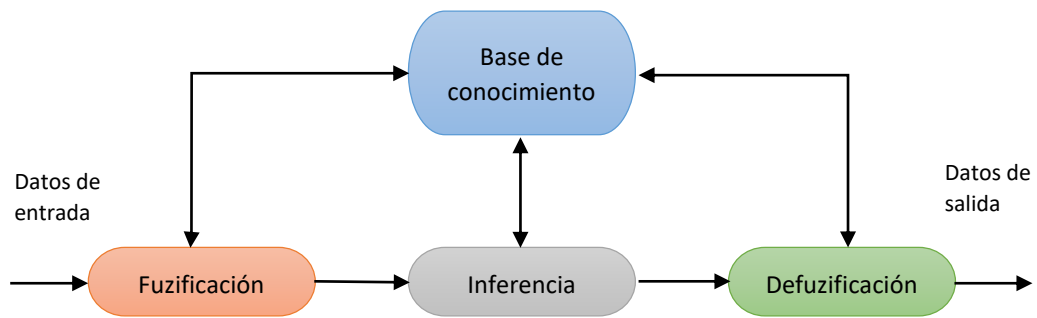 Base de
conocimiento
Datos de
entrada
Datos de
salida
Fuzificación
Inferencia
Defuzificación